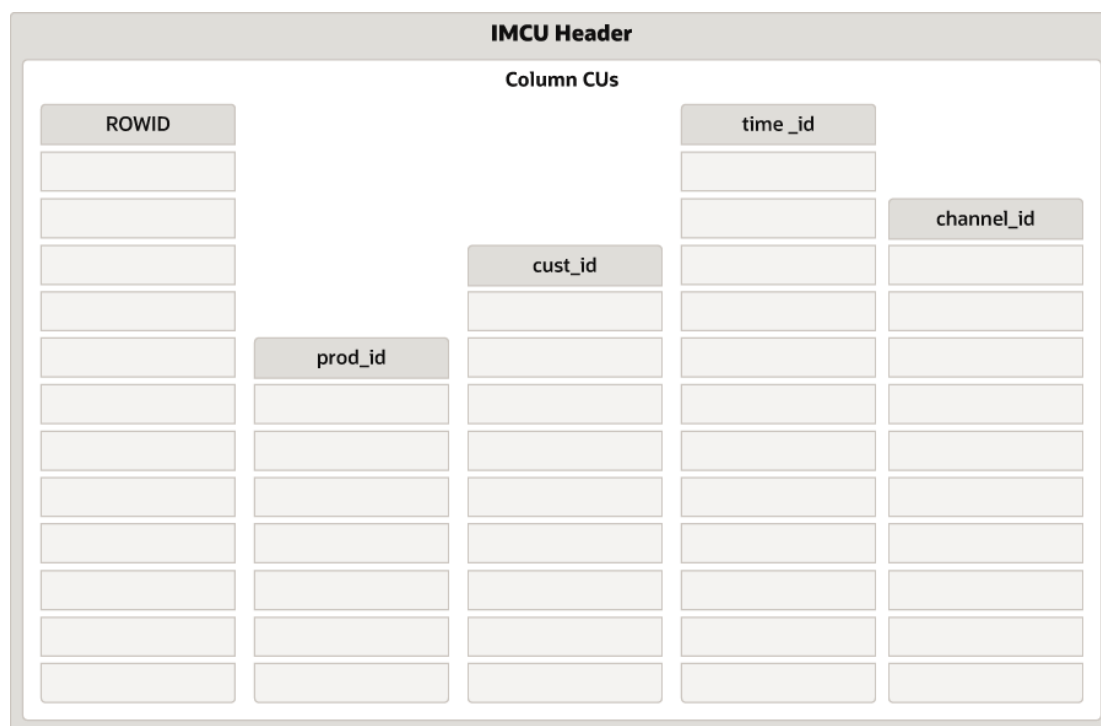 IMCU Header
Column CUs
ROWID
time _id
channel_id
cust_id
prod_id